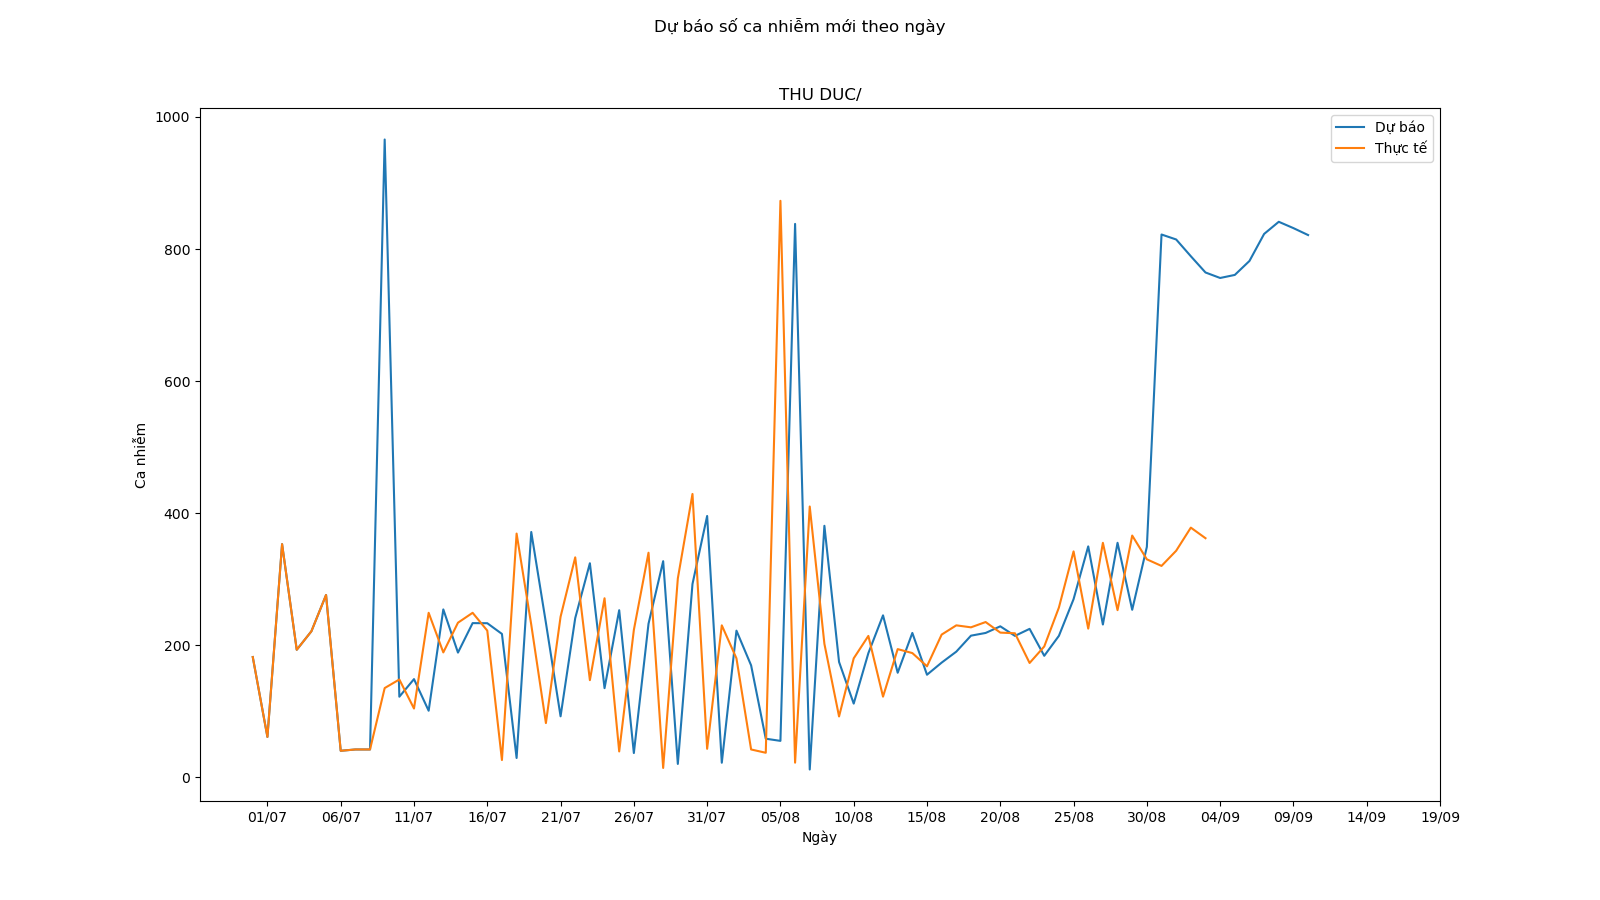 Dự báo số ca nhiễm mới theo ngày
THU DUC/
1000
800
600
400
200
0
Ca nhiễm
Dự báo
Thực tế
01/07 06/07 11/07 16/07 21/07 26/07 31/07 05/08 10/08 15/08 20/08 25/08 30/08 04/09 09/09 14/09 19/09
Ngày